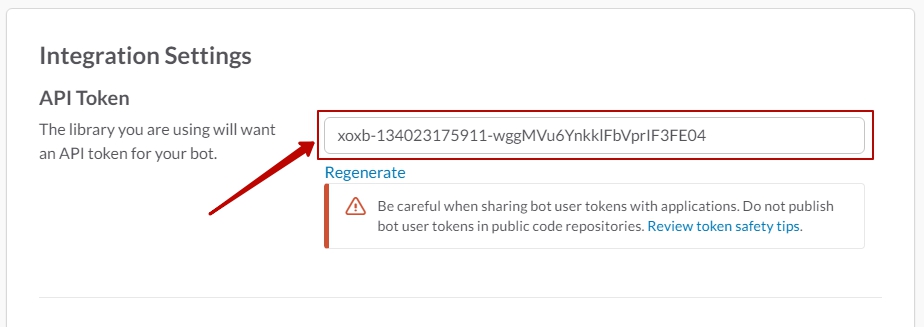 Integration Settings
API Token
The library you are using will want
an API token for your bot.
xoxb-134023175911-wggMVu6YnkklFbVprIF3FE04
Regenerate
Be careful when sharing bot user tokens with applications. Do not publish
bot user tokens in public code repositories. Review token safety tips.